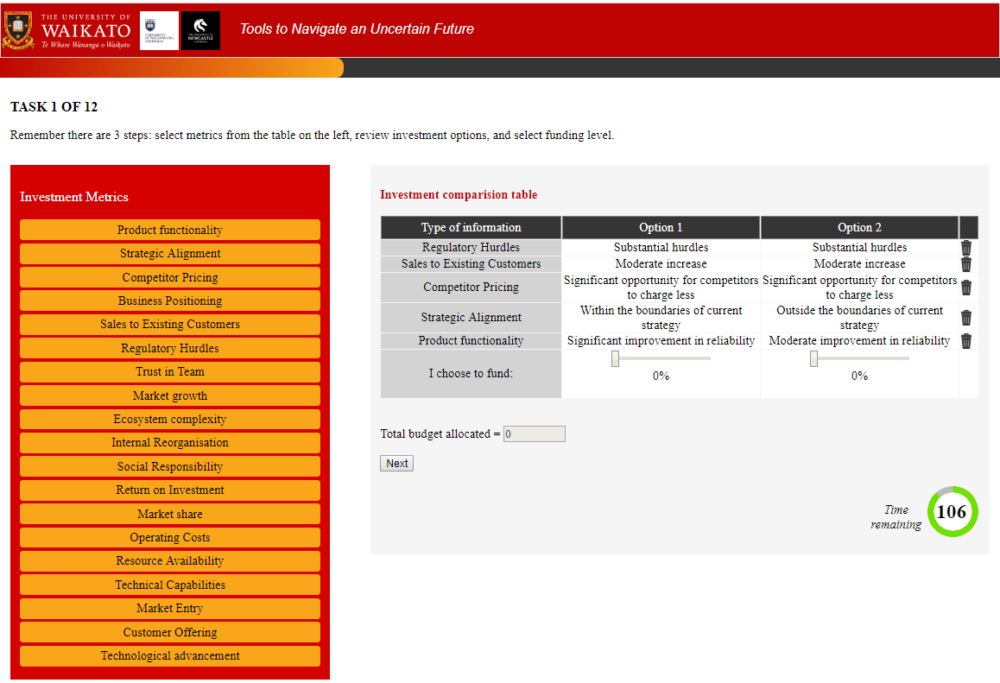 THE UNIVERSITY OF
WAIKATO
Te Whare Wānanga o Waikato
UNIVERSITY
OF WOLLONGONG
AUSTRALIA
THE UNIVERSITY OF
NEWCASTLE
AUSTRALIA
Tools to Navigate an Uncertain Future
TASK 1 OF 12
Remember there are 3 steps: select metrics from the table on the left, review investment options, and select funding level.
Investment Metrics
Product functionality
Strategic Alignment
Competitor Pricing
Business Positioning
Sales to Existing Customers
Regulatory Hurdles
Trust in Team
Market growth
Ecosystem complexity
Internal Reorganisation
Social Responsibility
Return on Investment
Market share
Operating Costs
Resource Availability
Technical Capabilities
Market Entry
Customer Offering
Technological advancement
Investment comparision table
Type of information Option 1 Option 2
Regulatory Hurdles Substantial hurdles Substantial hurdles
Sales to Existing Customers Moderate increase Moderate increase
Competitor Pricing Significant opportunity for competitors Significant opportunity for competitors
to charge less to charge less
Strategic Alignment Within the boundaries of current Outside the boundaries of current
strategy strategy
Product functionality Significant improvement in reliability Moderate improvement in reliability
I choose to fund: 0% 0%
Total budget allocated = 0
Next
Time
remaining 106